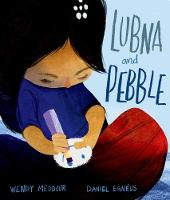 LUBNA
and
PEBBLE
WENDY MEDDOUR DANIEL EGNÉUS